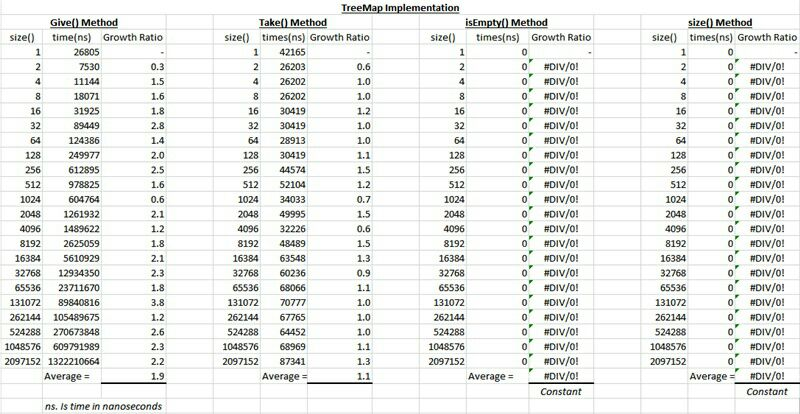 TreeMap Implementation
Give() Method Take() Method isEmpty() Method size() Method
size() time(ns) Growth Ratio size() times(ns) Growth Ratio size() times(ns) Growth Ratio size() times(ns) Growth Ratio
1 26805 - 1 42165 - 1 0 - 1 0 -
2 7530 0.3 2 26203 0.6 2 0 #DIV/0! 2 0 #DIV/0!
4 11144 1.5 4 26202 1.0 4 0 #DIV/0! 4 0 #DIV/0!
8 18071 1.6 8 26202 1.0 8 0 #DIV/0! 8 0 #DIV/0!
16 31925 1.8 16 30419 1.2 16 0 #DIV/0! 16 0 #DIV/0!
32 89449 2.8 32 30419 1.0 32 0 #DIV/0! 32 0 #DIV/0!
64 124386 1.4 64 28913 1.0 64 0 #DIV/0! 64 0 #DIV/0!
128 249977 2.0 128 30419 1.1 128 0 #DIV/0! 128 0 #DIV/0!
256 612895 2.5 256 44574 1.5 256 0 #DIV/0! 256 0 #DIV/0!
512 978825 1.6 512 52104 1.2 512 0 #DIV/0! 512 0 #DIV/0!
1024 604764 0.6 1024 34033 0.7 1024 0 #DIV/0! 1024 0 #DIV/0!
2048 1261932 2.1 2048 49995 1.5 2048 0 #DIV/0! 2048 0 #DIV/0!
4096 1489622 1.2 4096 32226 0.6 4096 0 #DIV/0! 4096 0 #DIV/0!
8192 2625059 1.8 8192 48489 1.5 8192 0 #DIV/0! 8192 0 #DIV/0!
16384 5610929 2.1 16384 63548 1.3 16384 0 #DIV/0! 16384 0 #DIV/0!
32768 12934350 2.3 32768 60236 0.9 32768 0 #DIV/0! 32768 0 #DIV/0!
65536 23711670 1.8 65536 68066 1.1 65536 0 #DIV/0! 65536 0 #DIV/0!
131072 89840816 3.8 131072 70777 1.0 131072 0 #DIV/0! 131072 0 #DIV/0!
262144 105489675 1.2 262144 67765 1.0 262144 0 #DIV/0! 262144 0 #DIV/0!
524288 270673848 2.6 524288 64452 1.0 524288 0 #DIV/0! 524288 0 #DIV/0!
1048576 609791989 2.3 1048576 68969 1.1 1048576 0 #DIV/0! 1048576 0 #DIV/0!
2097152 1322210664 2.2 2097152 87341 1.3 2097152 0 #DIV/0! 2097152 0 #DIV/0!
Average = 1.9 Average = 1.1 Average = #DIV/0! Average = #DIV/0!
Constant Constant
ns. Is time in nanoseconds